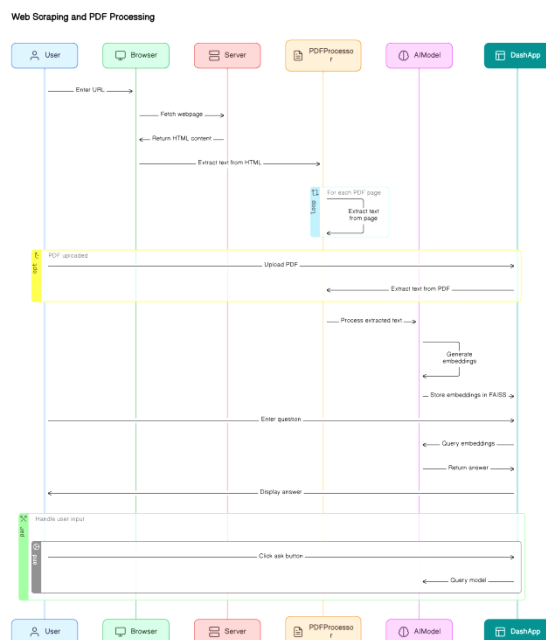 Web Scraping and PDF Processing
User
Browser
Server
PDFProcesso
r
AIModel
DashApp
Enter URL
Fetch webpage
Return HTML content
Extract text from HTML
For each PDF page
loop
Extract text
from page
PDF uploaded
opt
Upload PDF
Extract text from PDF
Process extracted text
Generate
embeddings
Store embeddings in FAISS
Enter question
Query embeddings
Return answer
Display answer
Handle user input
par
and
Click ask button
Query model
User
Browser
Server
PDFProcesso
r
AIModel
DashApp